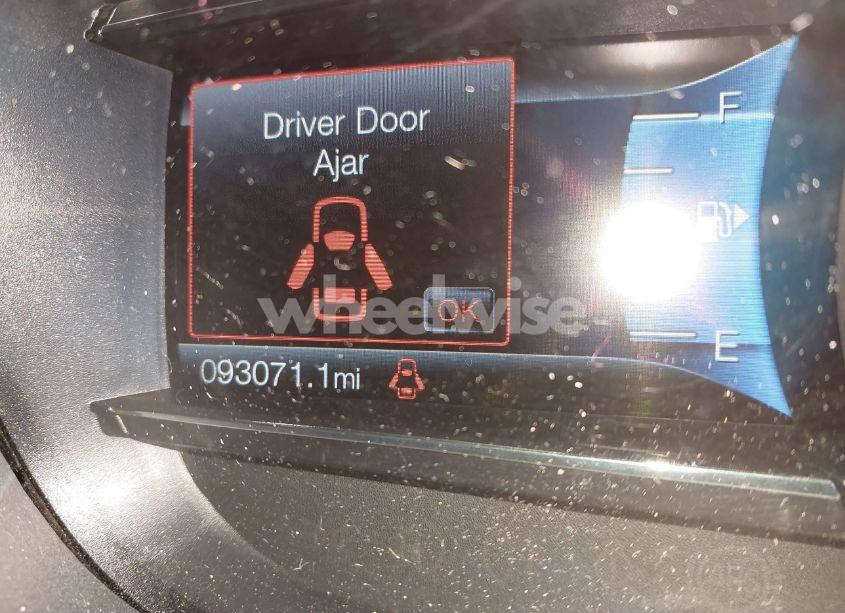 Driver Door
Ajar
OK
F
E
093071.1mi
wheelwise